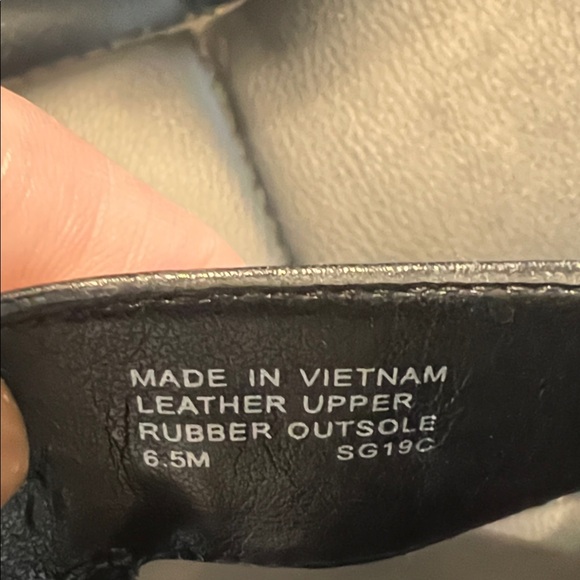 MADE IN VIETNAM
LEATHER UPPER
RUBBER OUTSOLE
6.5M SG19C